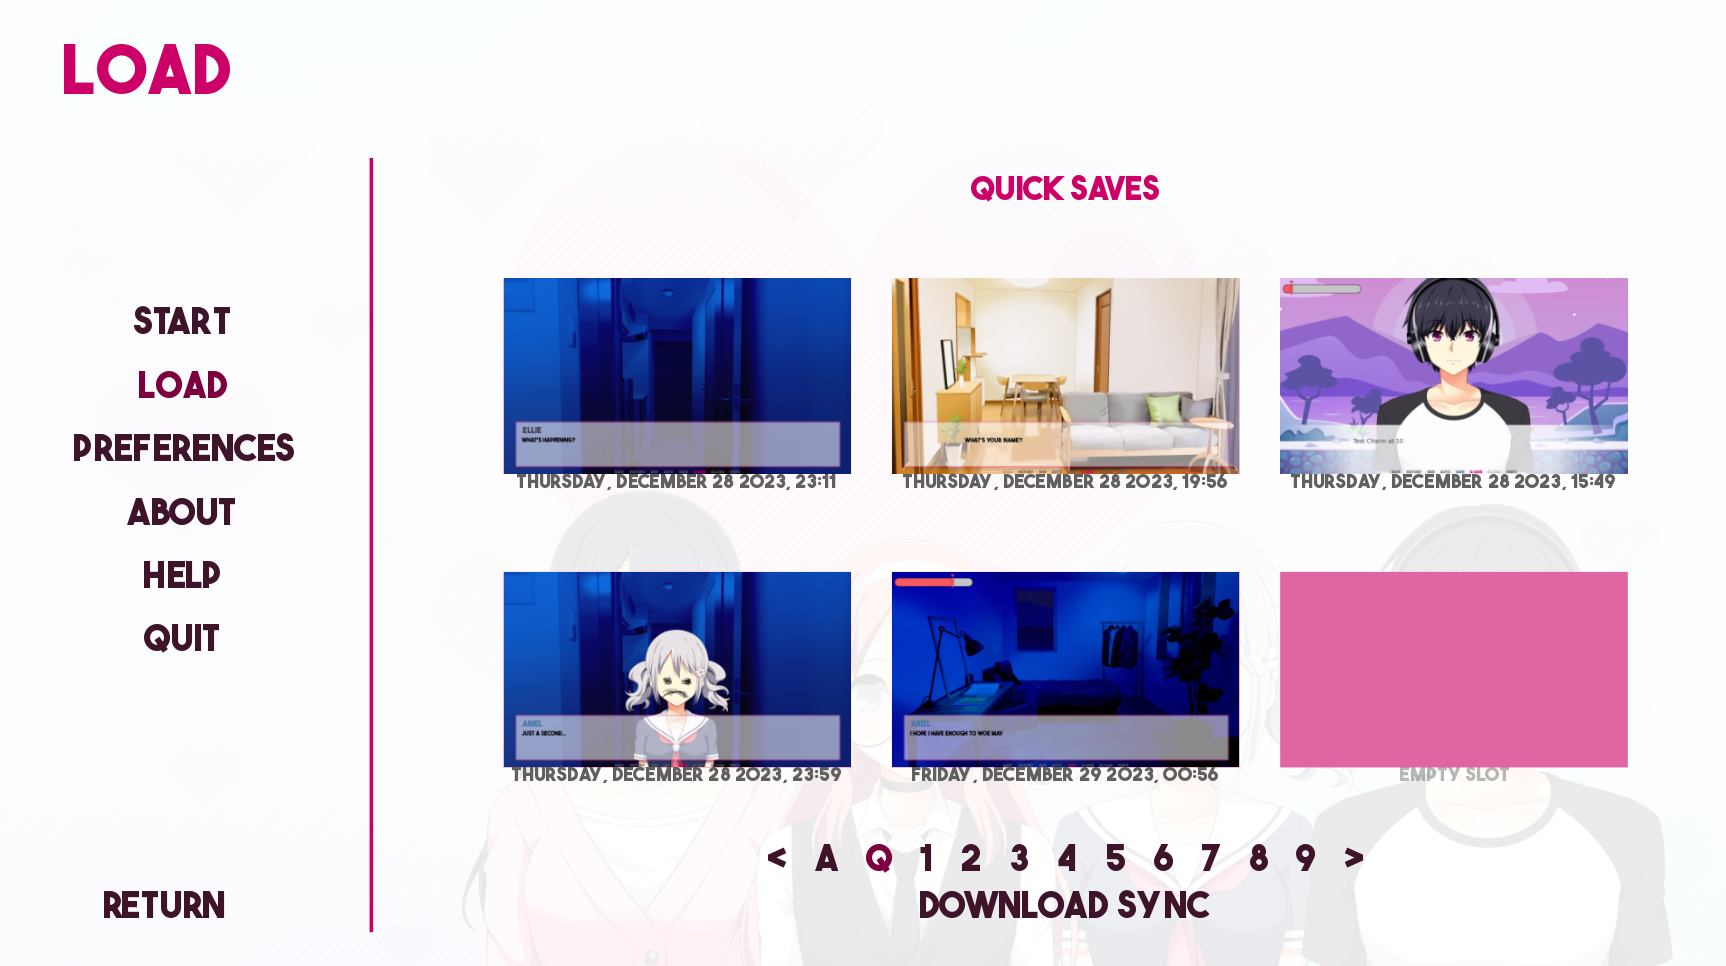 LOAD
QUICK SAVES
START
LOAD
PREFERENCES
ABOUT
HELP
QUIT
RETURN
ELLIE
WHAT'S HAPPENING?
THURSDAY, DECEMBER 28 2023, 23:11
WHAT'S YOUR NAME?
THURSDAY, DECEMBER 28 2023, 19:56
Test Charm at 10
THURSDAY, DECEMBER 28 2023, 15:49
ARIEL
JUST A SECOND...
THURSDAY, DECEMBER 28 2023, 23:59
ARIEL
I HOPE I HAVE ENOUGH TO WOE MAY
FRIDAY, DECEMBER 29 2023, 00:56
EMPTY SLOT
< A Q 1 2 3 4 5 6 7 8 9 >
DOWNLOAD SYNC